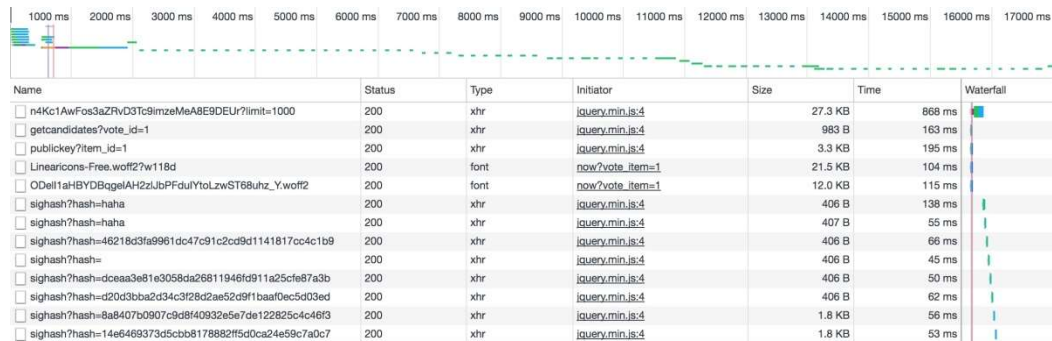 1000 ms 2000 ms 3000 ms 4000 ms 5000 ms 6000 ms 7000 ms 8000 ms 9000 ms 10000 ms 11000 ms 12000 ms 13000 ms 14000 ms 15000 ms 16000 ms 17000 ms
Name Status Type Initiator Size Time Waterfall
n4Kc1AwFos3aZRvD3Tc9imzeMeA8E9DEUr?limit=1000 200 xhr jquery.min.js:4 27.3 KB 868 ms
getcandidates?vote_id=1 200 xhr jquery.min.js:4 983 B 163 ms
publickey?item_id=1 200 xhr jquery.min.js:4 3.3 KB 195 ms
Linearicons-Free.woff2?w118d 200 font now?vote_item=1 21.5 KB 104 ms
ODelI1aHBYDBqgeIAH2zlJbPFduIYtoLzwST68uhz_Y.woff2 200 font now?vote_item=1 12.0 KB 115 ms
sighash?hash=haha 200 xhr jquery.min.js:4 406 B 138 ms
sighash?hash=haha 200 xhr jquery.min.js:4 407 B 55 ms
sighash?hash=46218d3fa9961dc47c91c2cd9d1141817cc4c1b9 200 xhr jquery.min.js:4 406 B 66 ms
sighash?hash= 200 xhr jquery.min.js:4 406 B 45 ms
sighash?hash=dceaa3e81e3058da26811946fd911a25cfe87a3b 200 xhr jquery.min.js:4 406 B 50 ms
sighash?hash=d20d3bba2d34c3f28d2ae52d9f1baaf0ec5d03ed 200 xhr jquery.min.js:4 406 B 62 ms
sighash?hash=8a8407b0907c9d8f40932e5e7de122825c4c46f3 200 xhr jquery.min.js:4 1.8 KB 56 ms
sighash?hash=14e6469373d5cbb8178882ff5d0ca24e59c7a0c7 200 xhr jquery.min.js:4 1.8 KB 53 ms